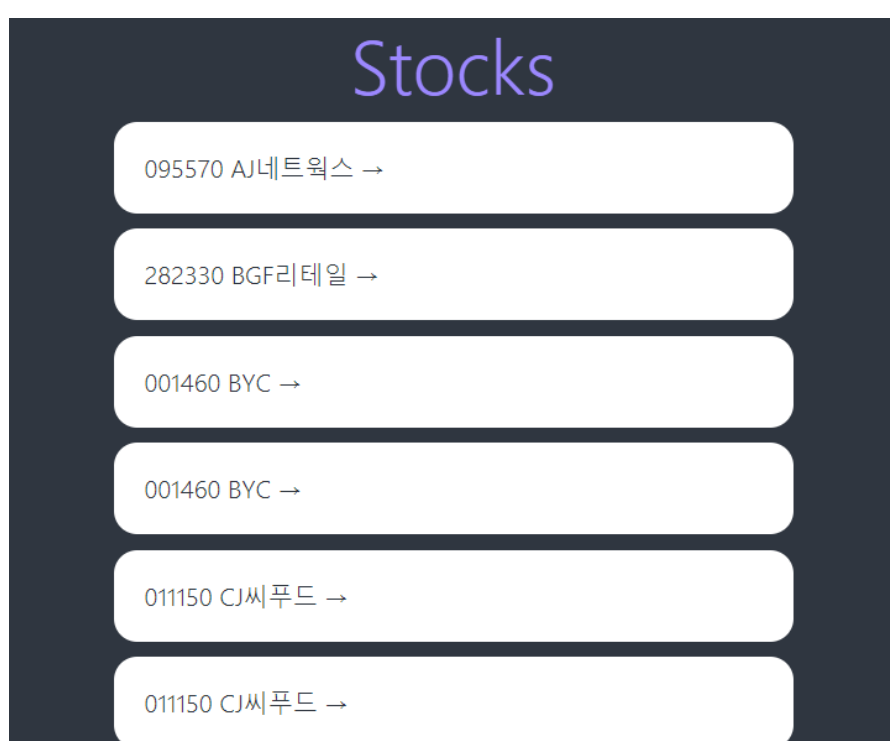 Stocks
095570 AJ네트웍스 →
282330 BGF리테일 →
001460 BYC →
001460 BYC →
011150 CJ씨푸드 →
011150 CJ씨푸드 →